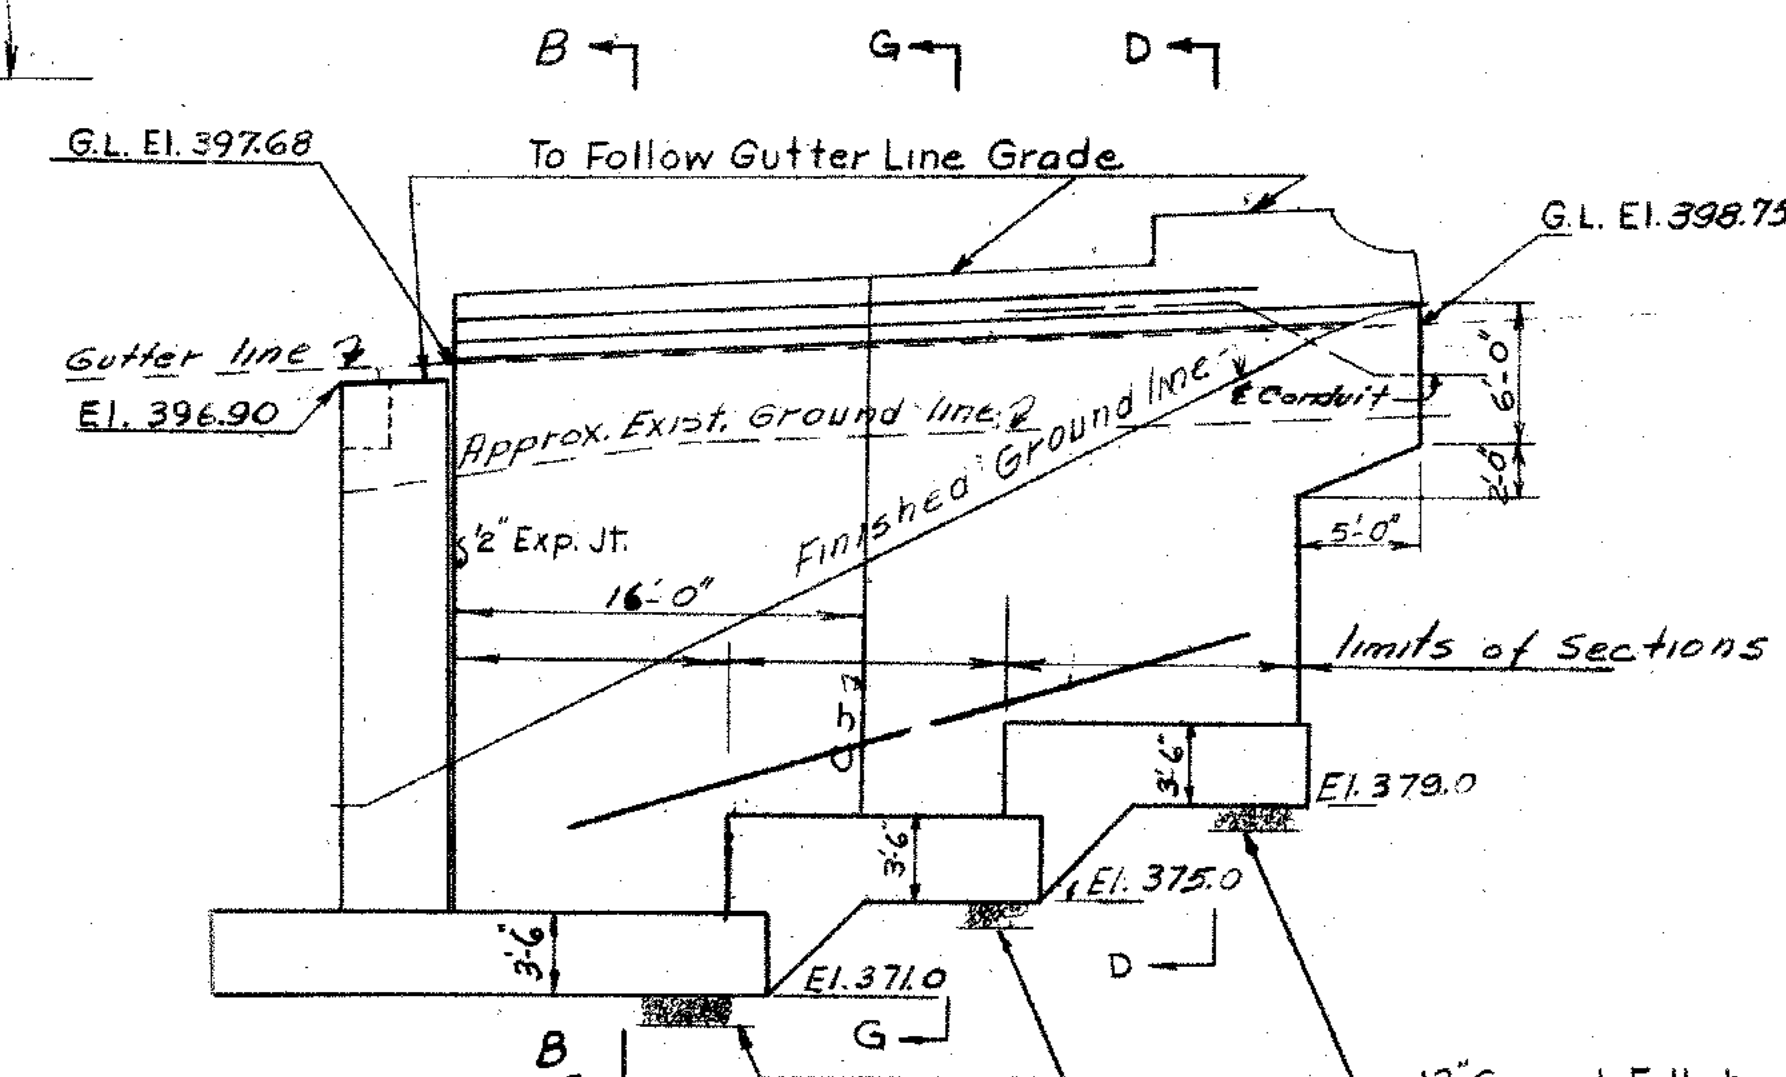 B G D
G.L. El. 397.68
To Follow Gutter Line Grade
G.L. El. 398.75
Gutter line
El. 396.90
Approx. Exist. Ground line
Finished Ground line
℄ Conduit
6'-0"
2'-0"
5'-0"
½" Exp. Jt.
16'-0"
limits of Sections
3'-6"
El. 379.0
3'-6"
El. 375.0
D
3'-6"
El. 371.0
G
B